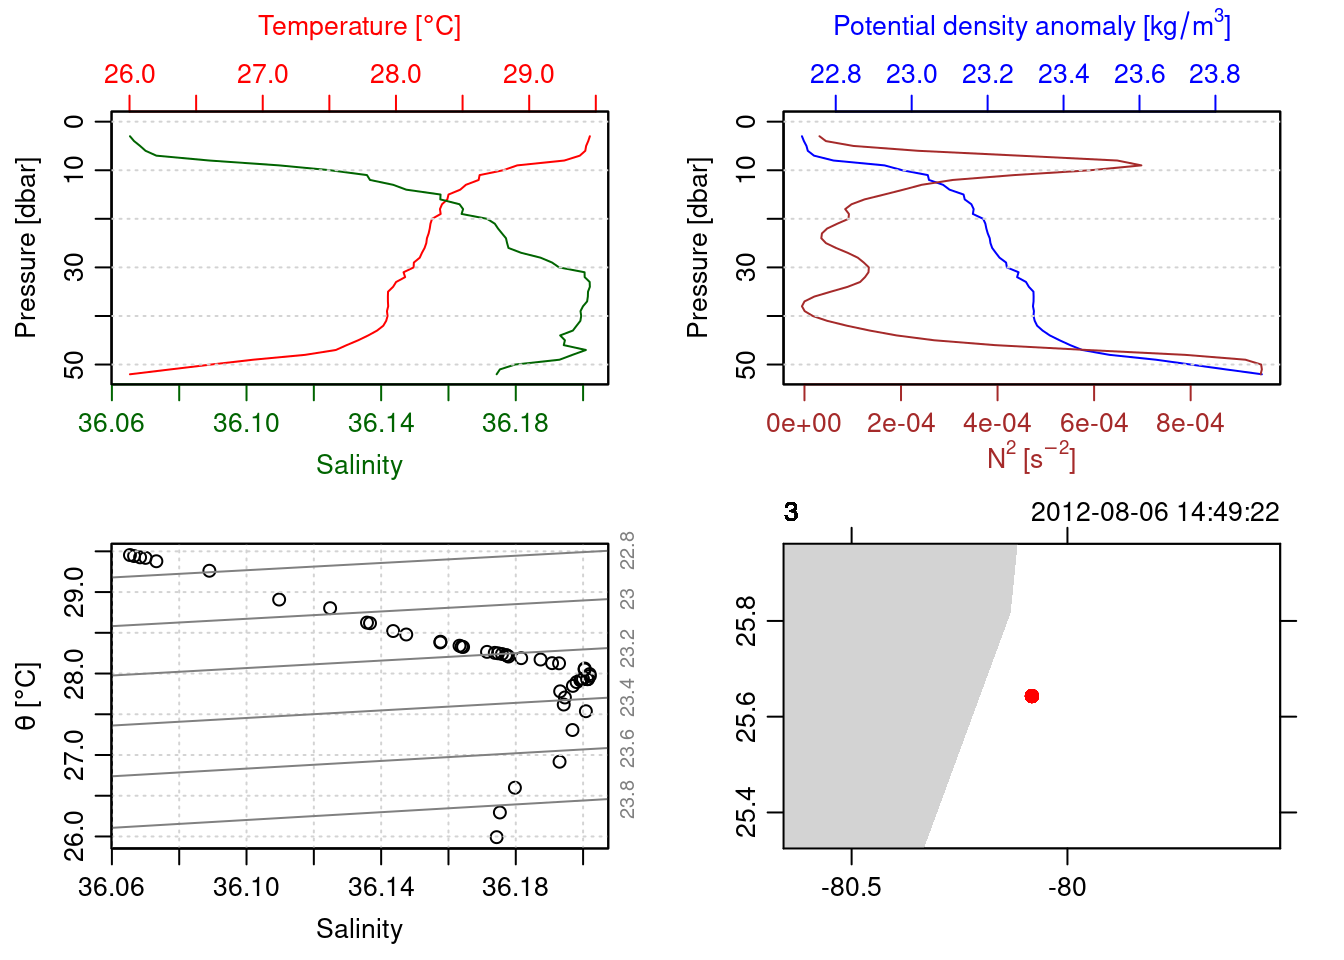 Temperature [°C]
26.0 27.0 28.0 29.0
Pressure [dbar]
0 10 30 50
36.06 36.10 36.14 36.18
Salinity
Potential density anomaly [kg/m³]
22.8 23.0 23.2 23.4 23.6 23.8
Pressure [dbar]
0 10 30 50
0e+00 2e-04 4e-04 6e-04 8e-04
N² [s⁻²]
θ [°C]
29.0 28.0 27.0 26.0
22.8 23 23.2 23.4 23.6 23.8
36.06 36.10 36.14 36.18
Salinity
3 2012-08-06 14:49:22
25.8 25.6 25.4
-80.5 -80